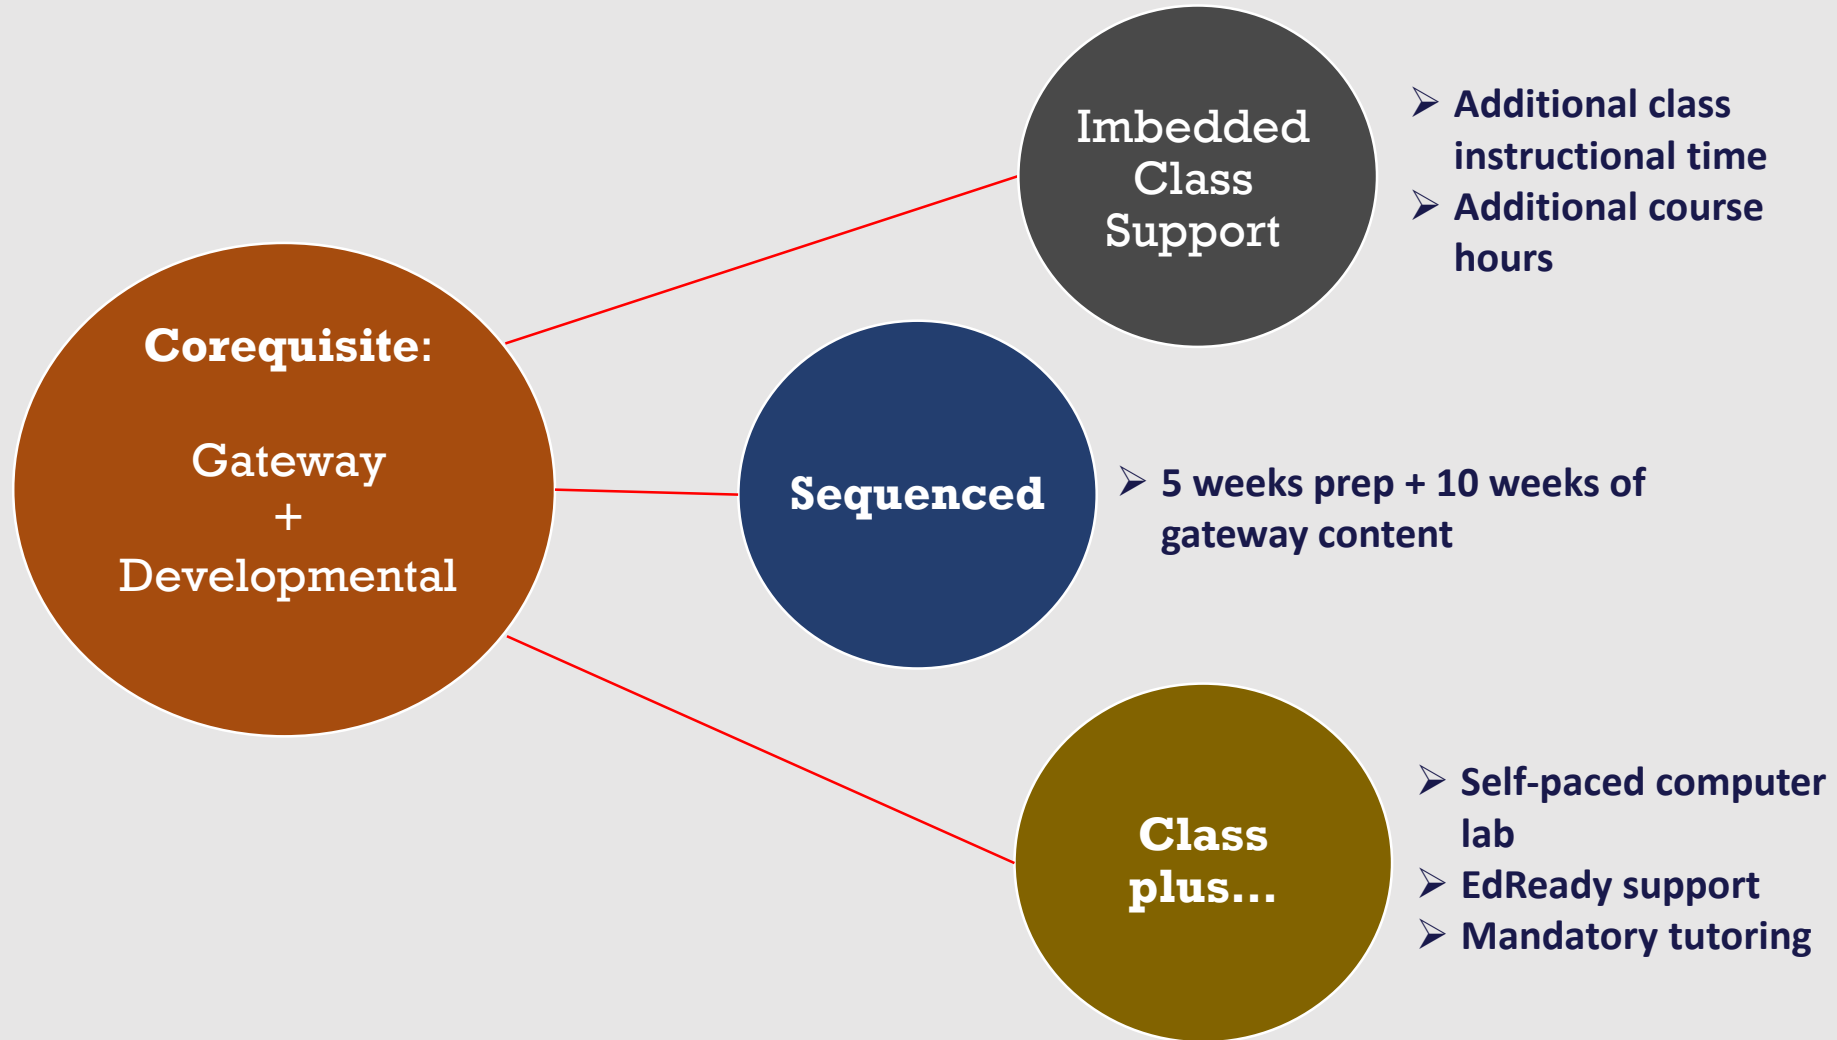 Corequisite:
Gateway
+
Developmental
Imbedded
Class
Support
➢ Additional class
instructional time
➢ Additional course
hours
Sequenced
➢ 5 weeks prep + 10 weeks of
gateway content
Class
plus...
➢ Self-paced computer
lab
➢ EdReady support
➢ Mandatory tutoring